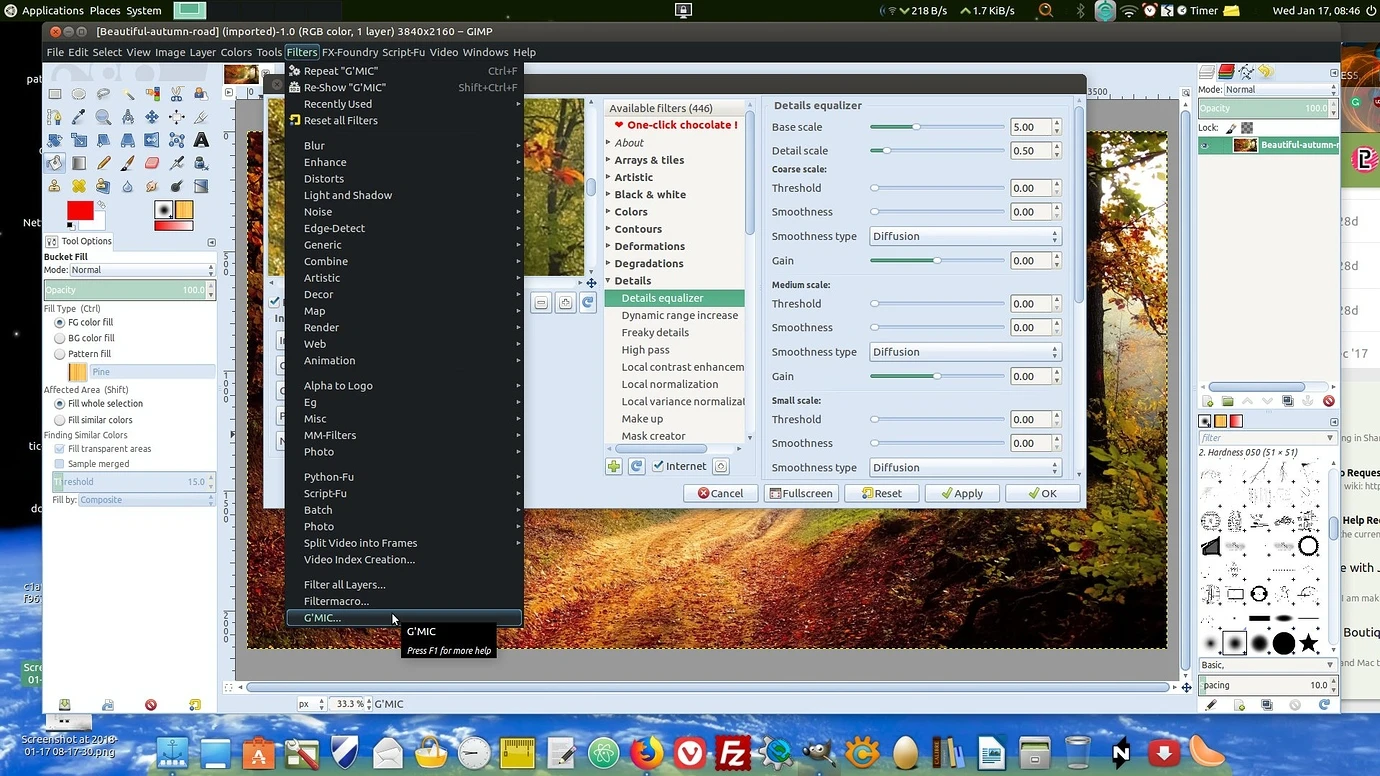 Applications Places System
218 B/s 1.7 KiB/s Timer Wed Jan 17, 08:46
[Beautiful-autumn-road] (imported)-1.0 (RGB color, 1 layer) 3840x2160 – GIMP
File Edit Select View Image Layer Colors Tools Filters FX-Foundry Script-Fu Video Windows Help
Tool Options
Bucket Fill
Mode: Normal
Opacity 100.0
Fill Type (Ctrl)
FG color fill
BG color fill
Pattern fill
Pine
Affected Area (Shift)
Fill whole selection
Fill similar colors
Finding Similar Colors
Fill transparent areas
Sample merged
Threshold 15.0
Fill by: Composite
Repeat "G'MIC" Ctrl+F
Re-Show "G'MIC" Shift+Ctrl+F
Recently Used
Reset all Filters
Blur
Enhance
Distorts
Light and Shadow
Noise
Edge-Detect
Generic
Combine
Artistic
Decor
Map
Render
Web
Animation
Alpha to Logo
Eg
Misc
MM-Filters
Photo
Python-Fu
Script-Fu
Batch
Photo
Split Video into Frames
Video Index Creation...
Filter all Layers...
Filtermacro...
G'MIC...
G'MIC
Press F1 for more help
Available filters (446)
❤ One-click chocolate !
About
Arrays & tiles
Artistic
Black & white
Colors
Contours
Deformations
Degradations
Details
Details equalizer
Dynamic range increase
Freaky details
High pass
Local contrast enhancem
Local normalization
Local variance normalizat
Make up
Mask creator
Internet
Details equalizer
Base scale 5.00
Detail scale 0.50
Coarse scale:
Threshold 0.00
Smoothness 0.00
Smoothness type Diffusion
Gain 0.00
Medium scale:
Threshold 0.00
Smoothness 0.00
Smoothness type Diffusion
Gain 0.00
Small scale:
Threshold 0.00
Smoothness 0.00
Smoothness type Diffusion
Cancel Fullscreen Reset Apply OK
3500
Mode: Normal
Opacity 100.0
Lock:
Beautiful-autumn-r
filter
2. Hardness 050 (51 × 51)
Basic,
pacing 10.0
px 33.3 % G'MIC
28d
28d
28d
c '17
Screenshot at 2018-
01-17 08-17-30.png